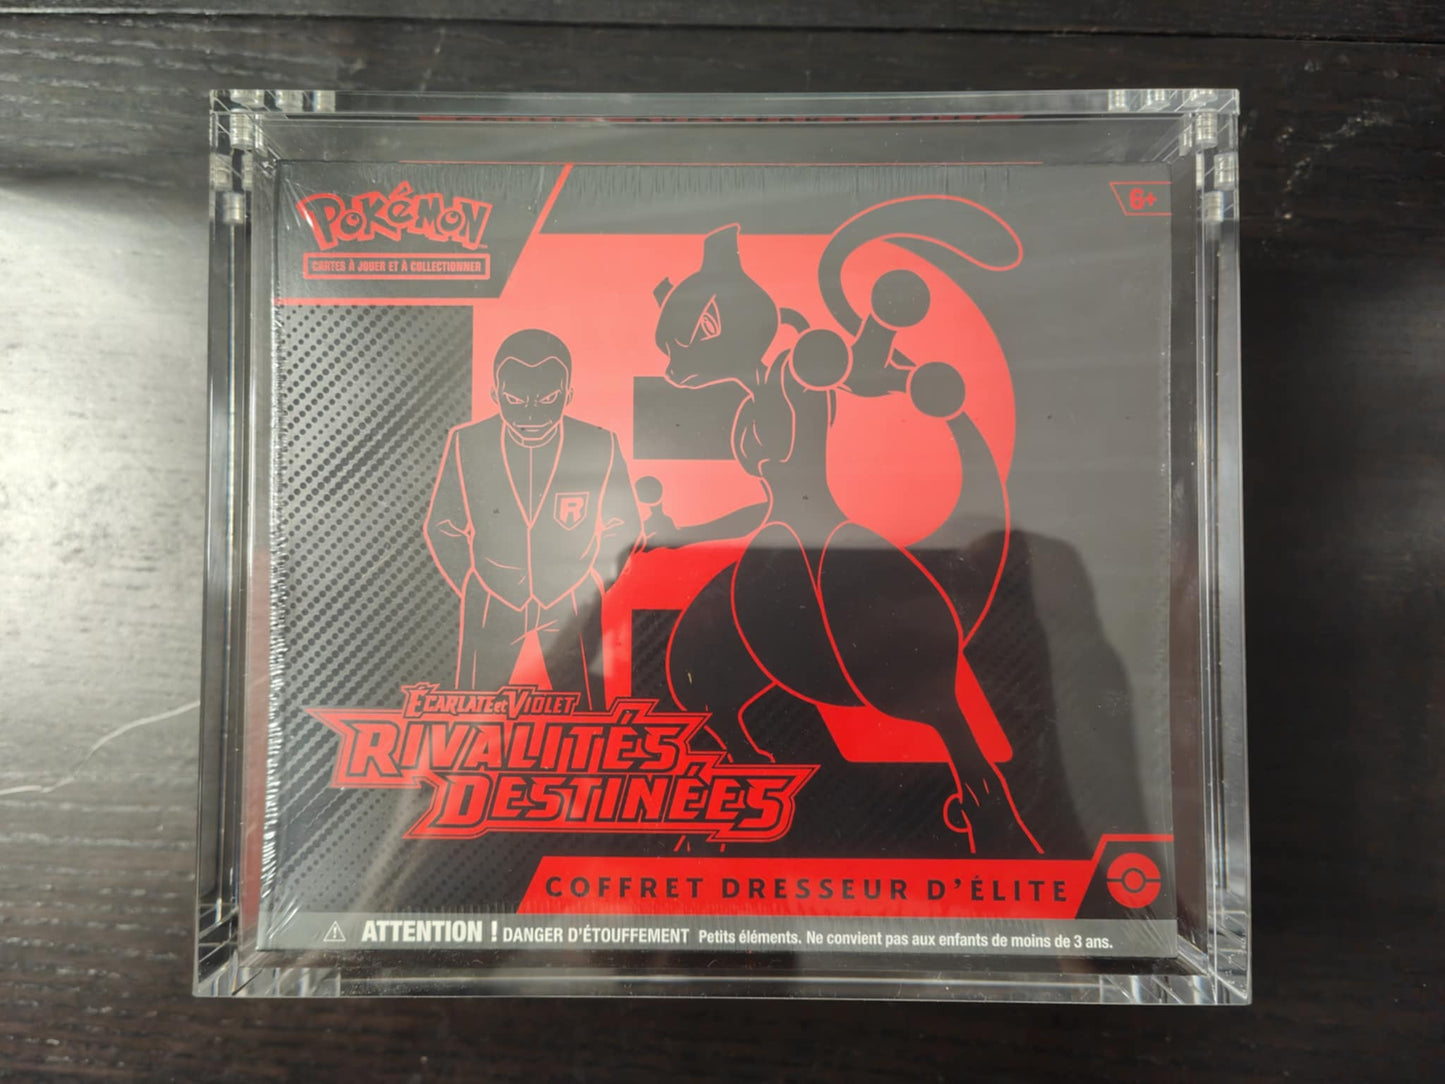 POKÉMON
CARTES À JOUER ET À COLLECTIONNER
6+
R
ÉCARLATE ET VIOLET
RIVALITÉS
DESTINÉES
COFFRET DRESSEUR D'ÉLITE
ATTENTION ! DANGER D'ÉTOUFFEMENT Petits éléments. Ne convient pas aux enfants de moins de 3 ans.